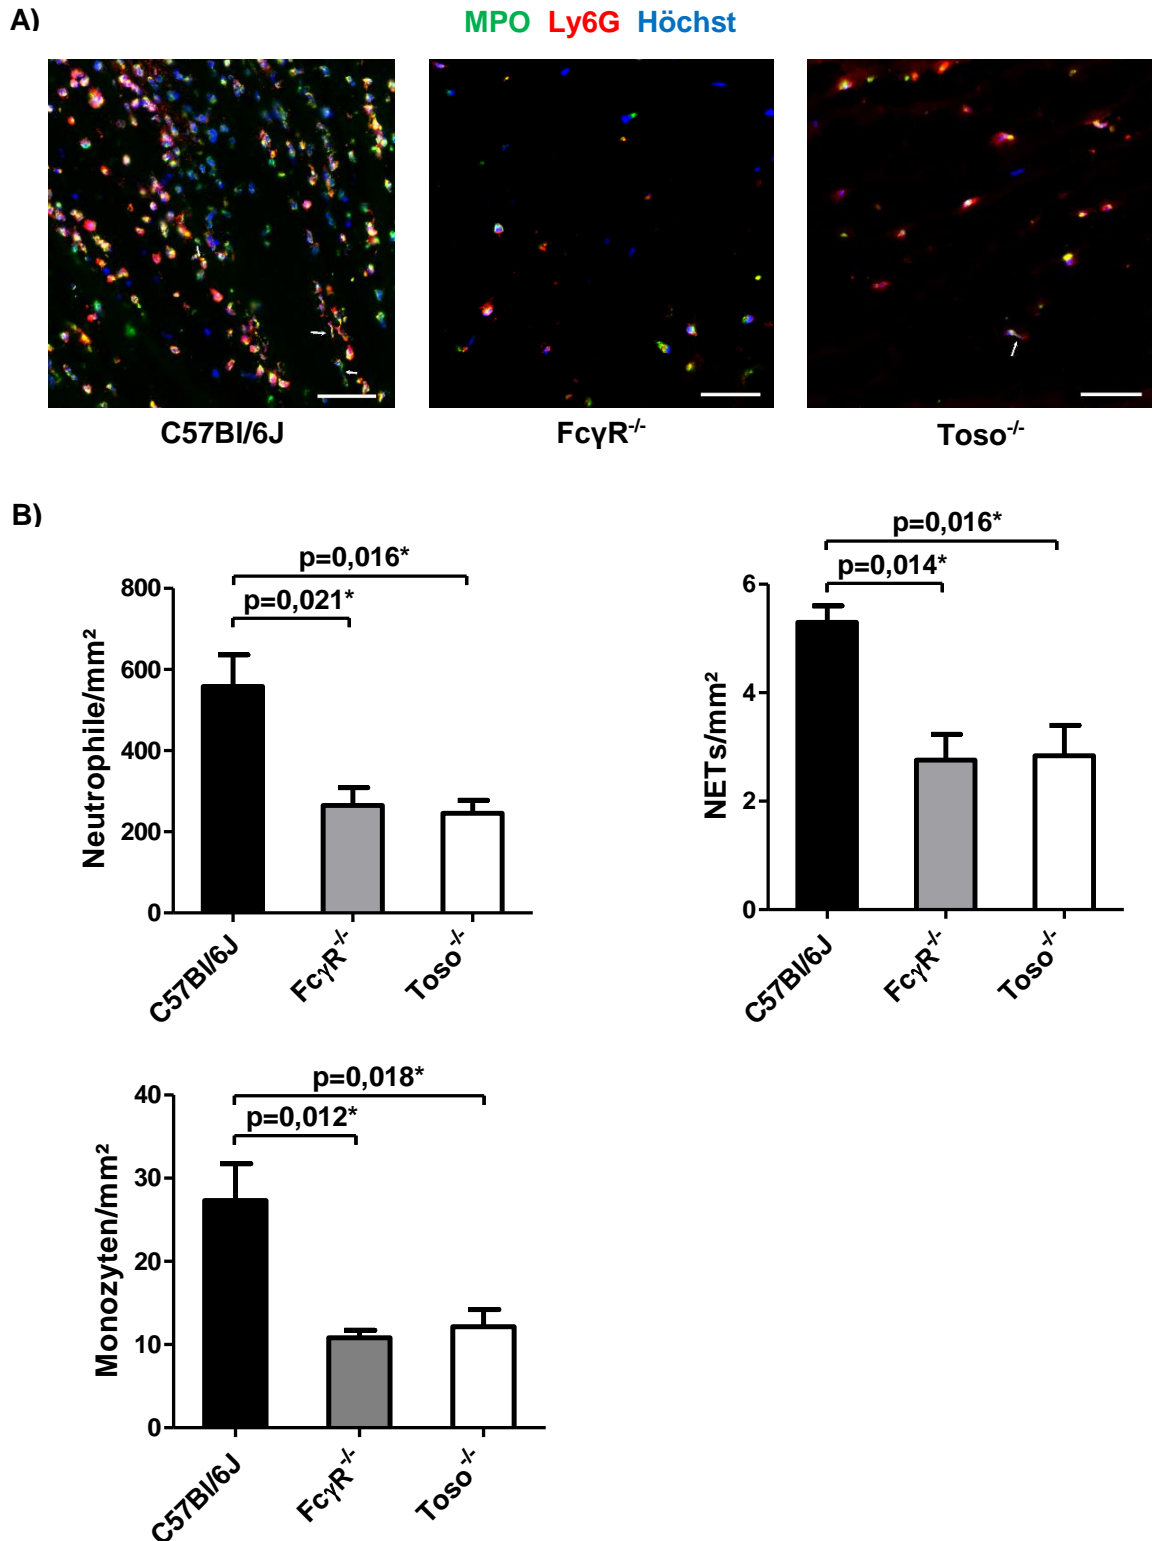 A)
MPO Ly6G Höchst
C57Bl/6J
FcγR-/-
Toso-/-
B)
p=0,016*
p=0,021*
Neutrophile/mm²
800
600
400
200
0
C57Bl/6J
FcγR-/-
Toso-/-
p=0,016*
p=0,014*
NETs/mm²
6
4
2
0
C57Bl/6J
FcγR-/-
Toso-/-
p=0,018*
p=0,012*
Monozyten/mm²
40
30
20
10
0
C57Bl/6J
FcγR-/-
Toso-/-